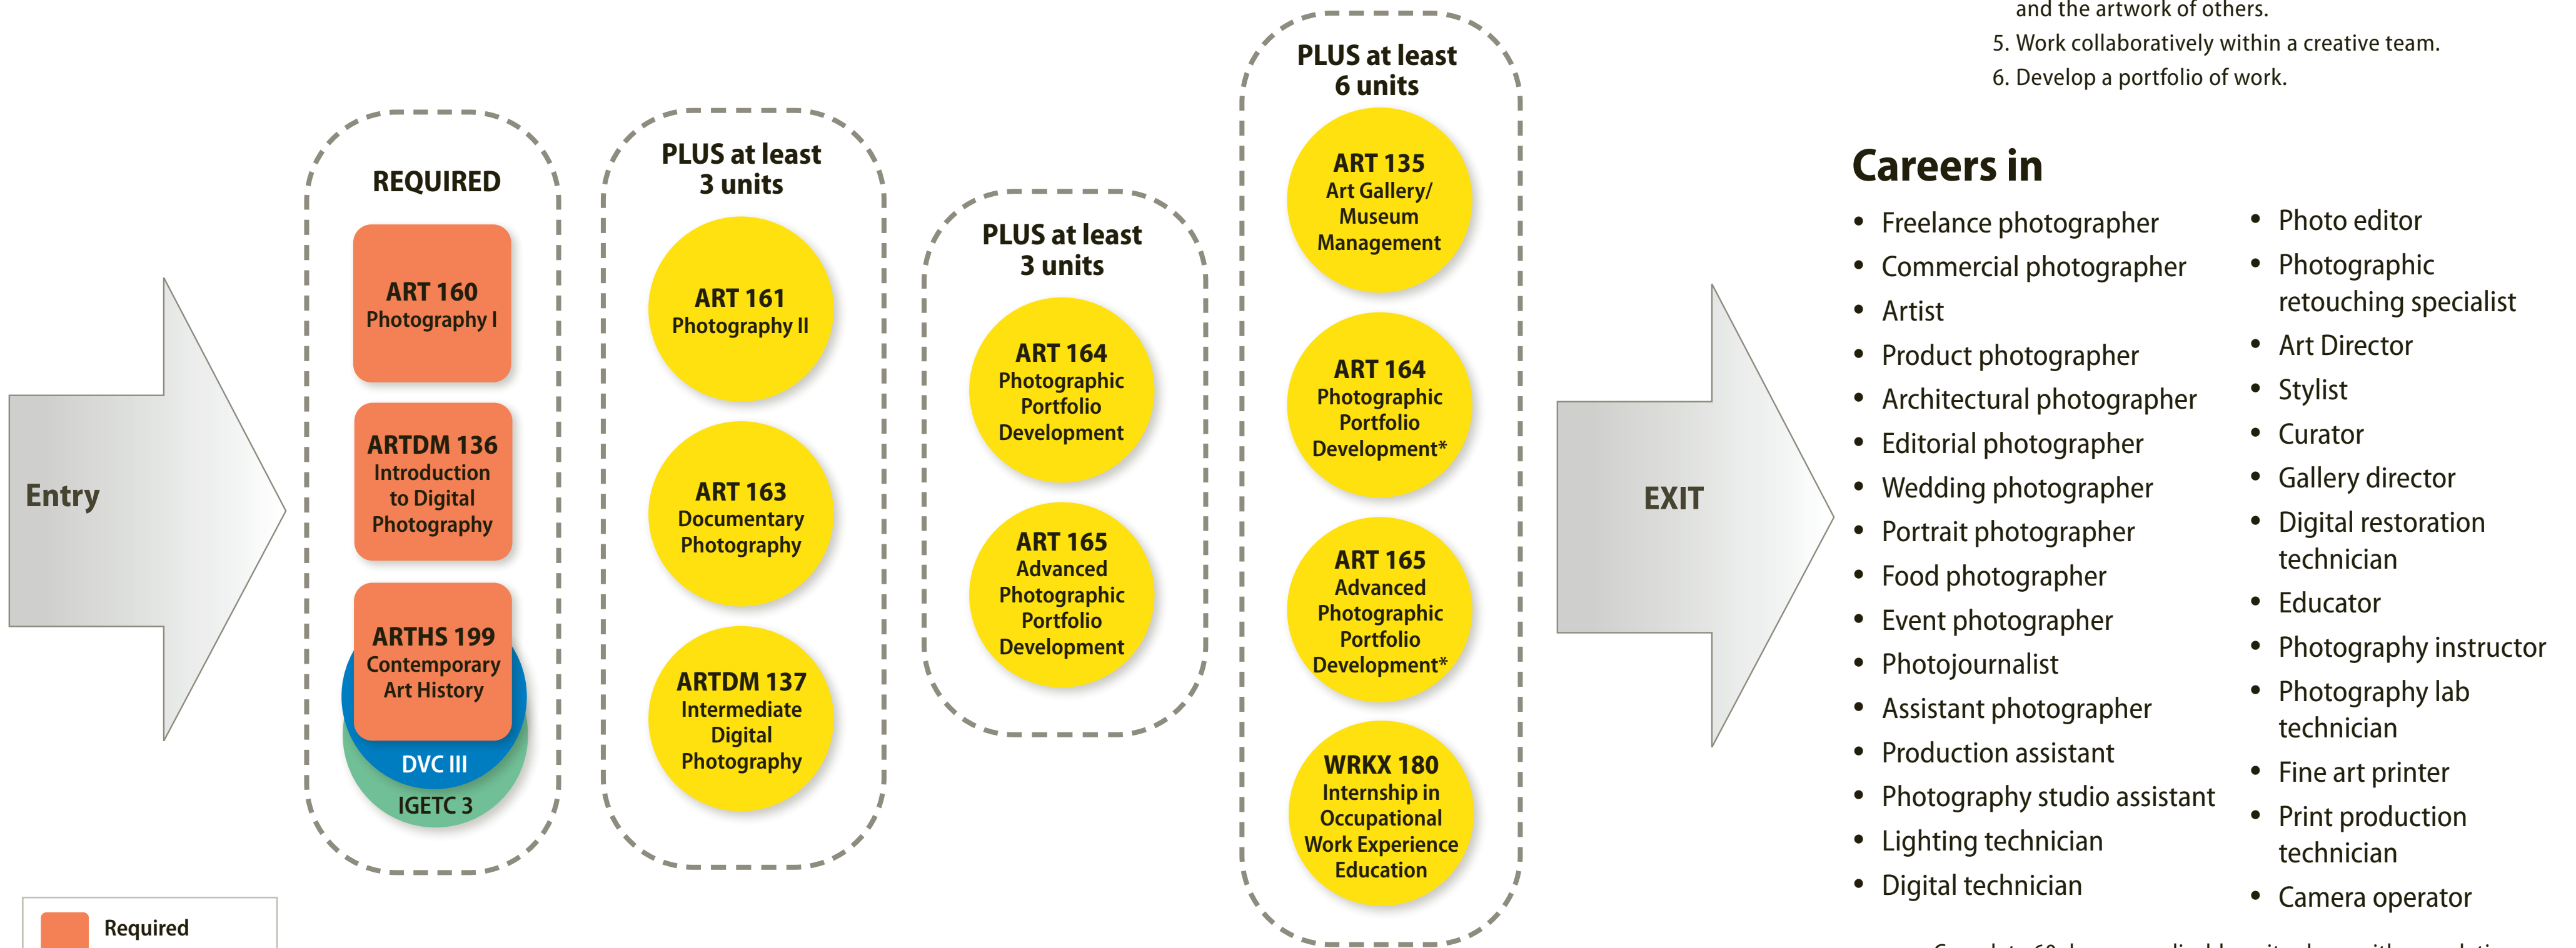 and the artwork of others.
5. Work collaboratively within a creative team.
6. Develop a portfolio of work.
Entry
REQUIRED
ART 160
Photography I
ARTDM 136
Introduction
to Digital
Photography
ARTHS 199
Contemporary
Art History
DVC III
IGETC 3
PLUS at least
3 units
ART 161
Photography II
ART 163
Documentary
Photography
ARTDM 137
Intermediate
Digital
Photography
PLUS at least
3 units
ART 164
Photographic
Portfolio
Development
ART 165
Advanced
Photographic
Portfolio
Development
PLUS at least
6 units
ART 135
Art Gallery/
Museum
Management
ART 164
Photographic
Portfolio
Development*
ART 165
Advanced
Photographic
Portfolio
Development*
WRKX 180
Internship in
Occupational
Work Experience
Education
EXIT
Careers in
• Freelance photographer
• Commercial photographer
• Artist
• Product photographer
• Architectural photographer
• Editorial photographer
• Wedding photographer
• Portrait photographer
• Food photographer
• Event photographer
• Photojournalist
• Assistant photographer
• Production assistant
• Photography studio assistant
• Lighting technician
• Digital technician
• Photo editor
• Photographic
retouching specialist
• Art Director
• Stylist
• Curator
• Gallery director
• Digital restoration
technician
• Educator
• Photography instructor
• Photography lab
technician
• Fine art printer
• Print production
technician
• Camera operator
Required